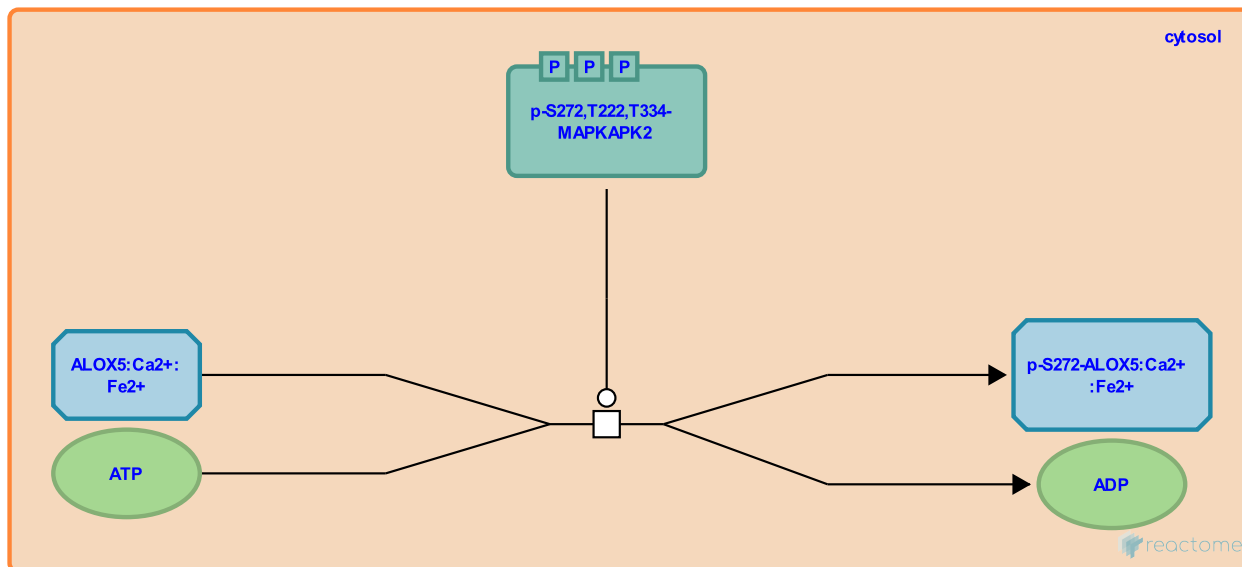 cytosol
P P P
p-S272,T222,T334-
MAPKAPK2
ALOX5:Ca2+:
Fe2+
p-S272-ALOX5:Ca2+
:Fe2+
ATP
ADP
reactome